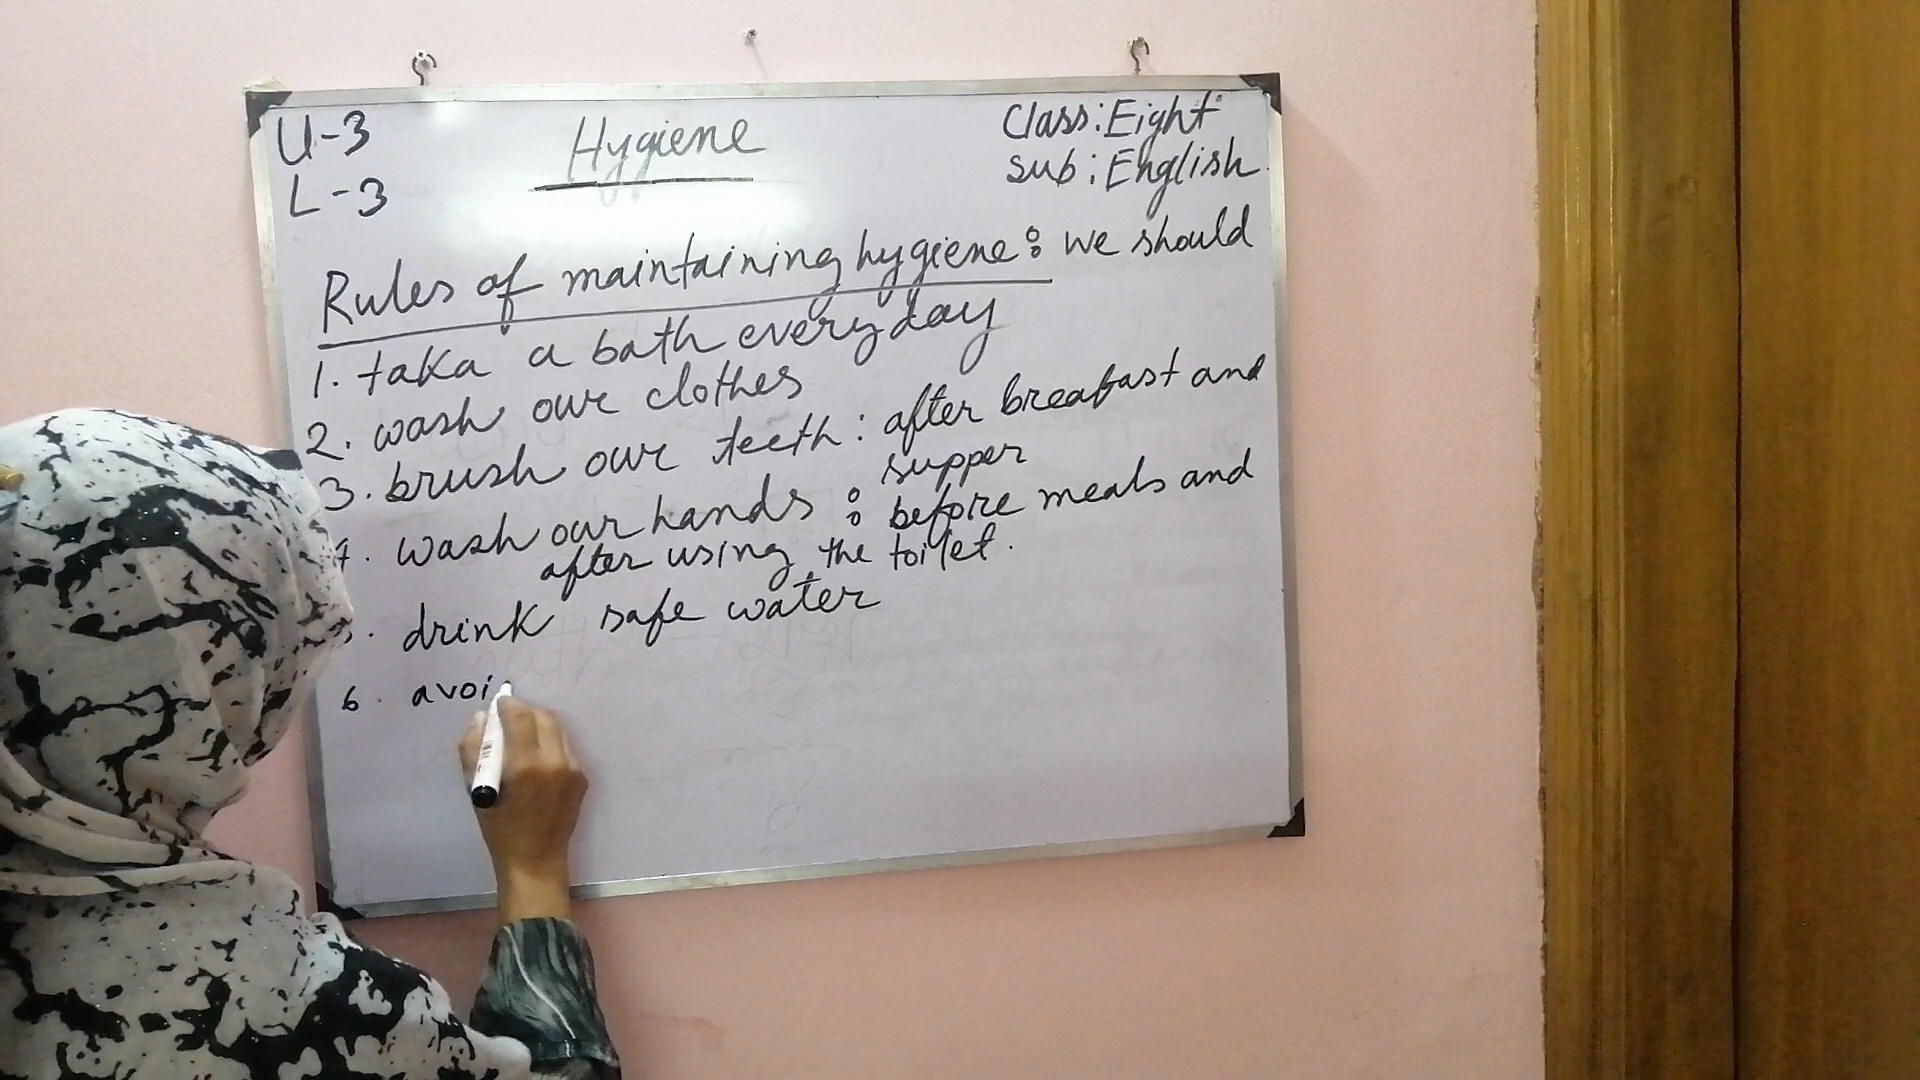 U-3
Hygiene
Class: Eight
L-3
Sub: English
Rules of maintaining hygiene: we should
1. taka a bath everyday
2. wash our clothes
3. brush our teeth: after breafast and
supper
4. wash our hands: before meals and
after using the toilet.
5. drink safe water
6. avoi